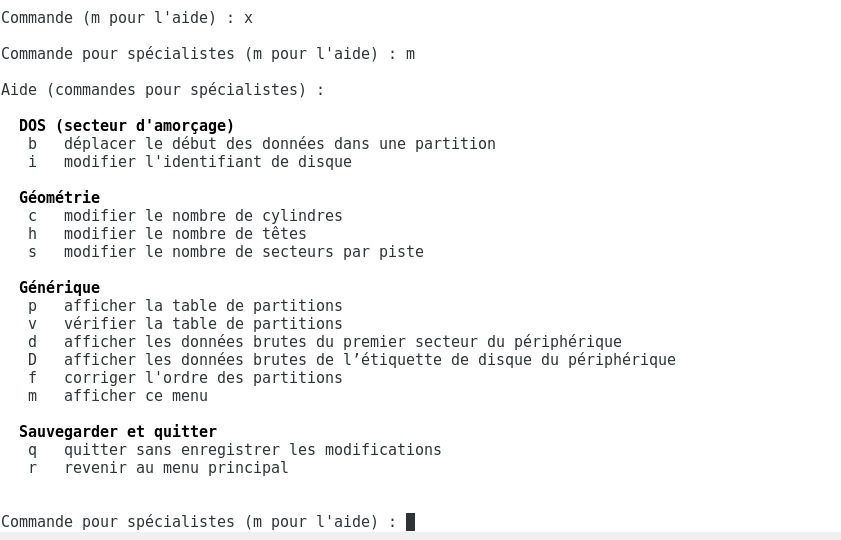 Commande (m pour l'aide) : x
Commande pour spécialistes (m pour l'aide) : m
Aide (commandes pour spécialistes) :
DOS (secteur d'amorçage)
b déplacer le début des données dans une partition
i modifier l'identifiant de disque
Géométrie
c modifier le nombre de cylindres
h modifier le nombre de têtes
s modifier le nombre de secteurs par piste
Générique
p afficher la table de partitions
v vérifier la table de partitions
d afficher les données brutes du premier secteur du périphérique
D afficher les données brutes de l’étiquette de disque du périphérique
f corriger l'ordre des partitions
m afficher ce menu
Sauvegarder et quitter
q quitter sans enregistrer les modifications
r revenir au menu principal
Commande pour spécialistes (m pour l'aide) :